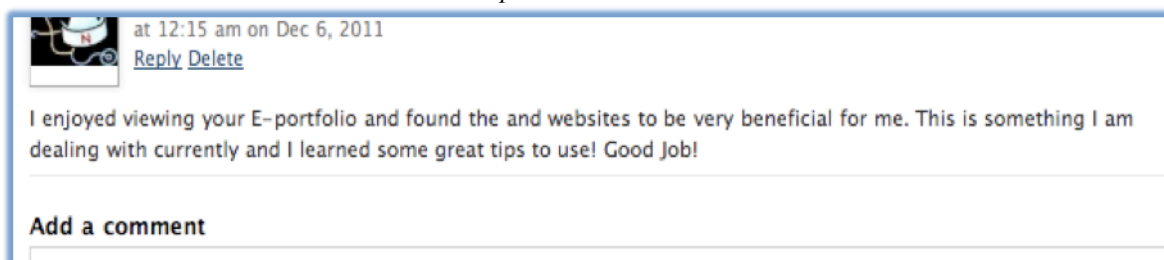 N
at 12:15 am on Dec 6, 2011
Reply Delete
I enjoyed viewing your E-portfolio and found the and websites to be very beneficial for me. This is something I am
dealing with currently and I learned some great tips to use! Good Job!
Add a comment